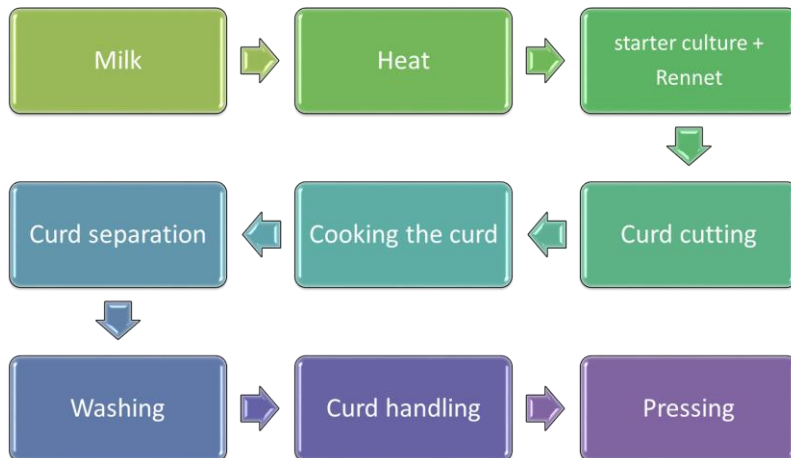 Milk
Heat
starter culture +
Rennet
Curd cutting
Cooking the curd
Curd separation
Washing
Curd handling
Pressing